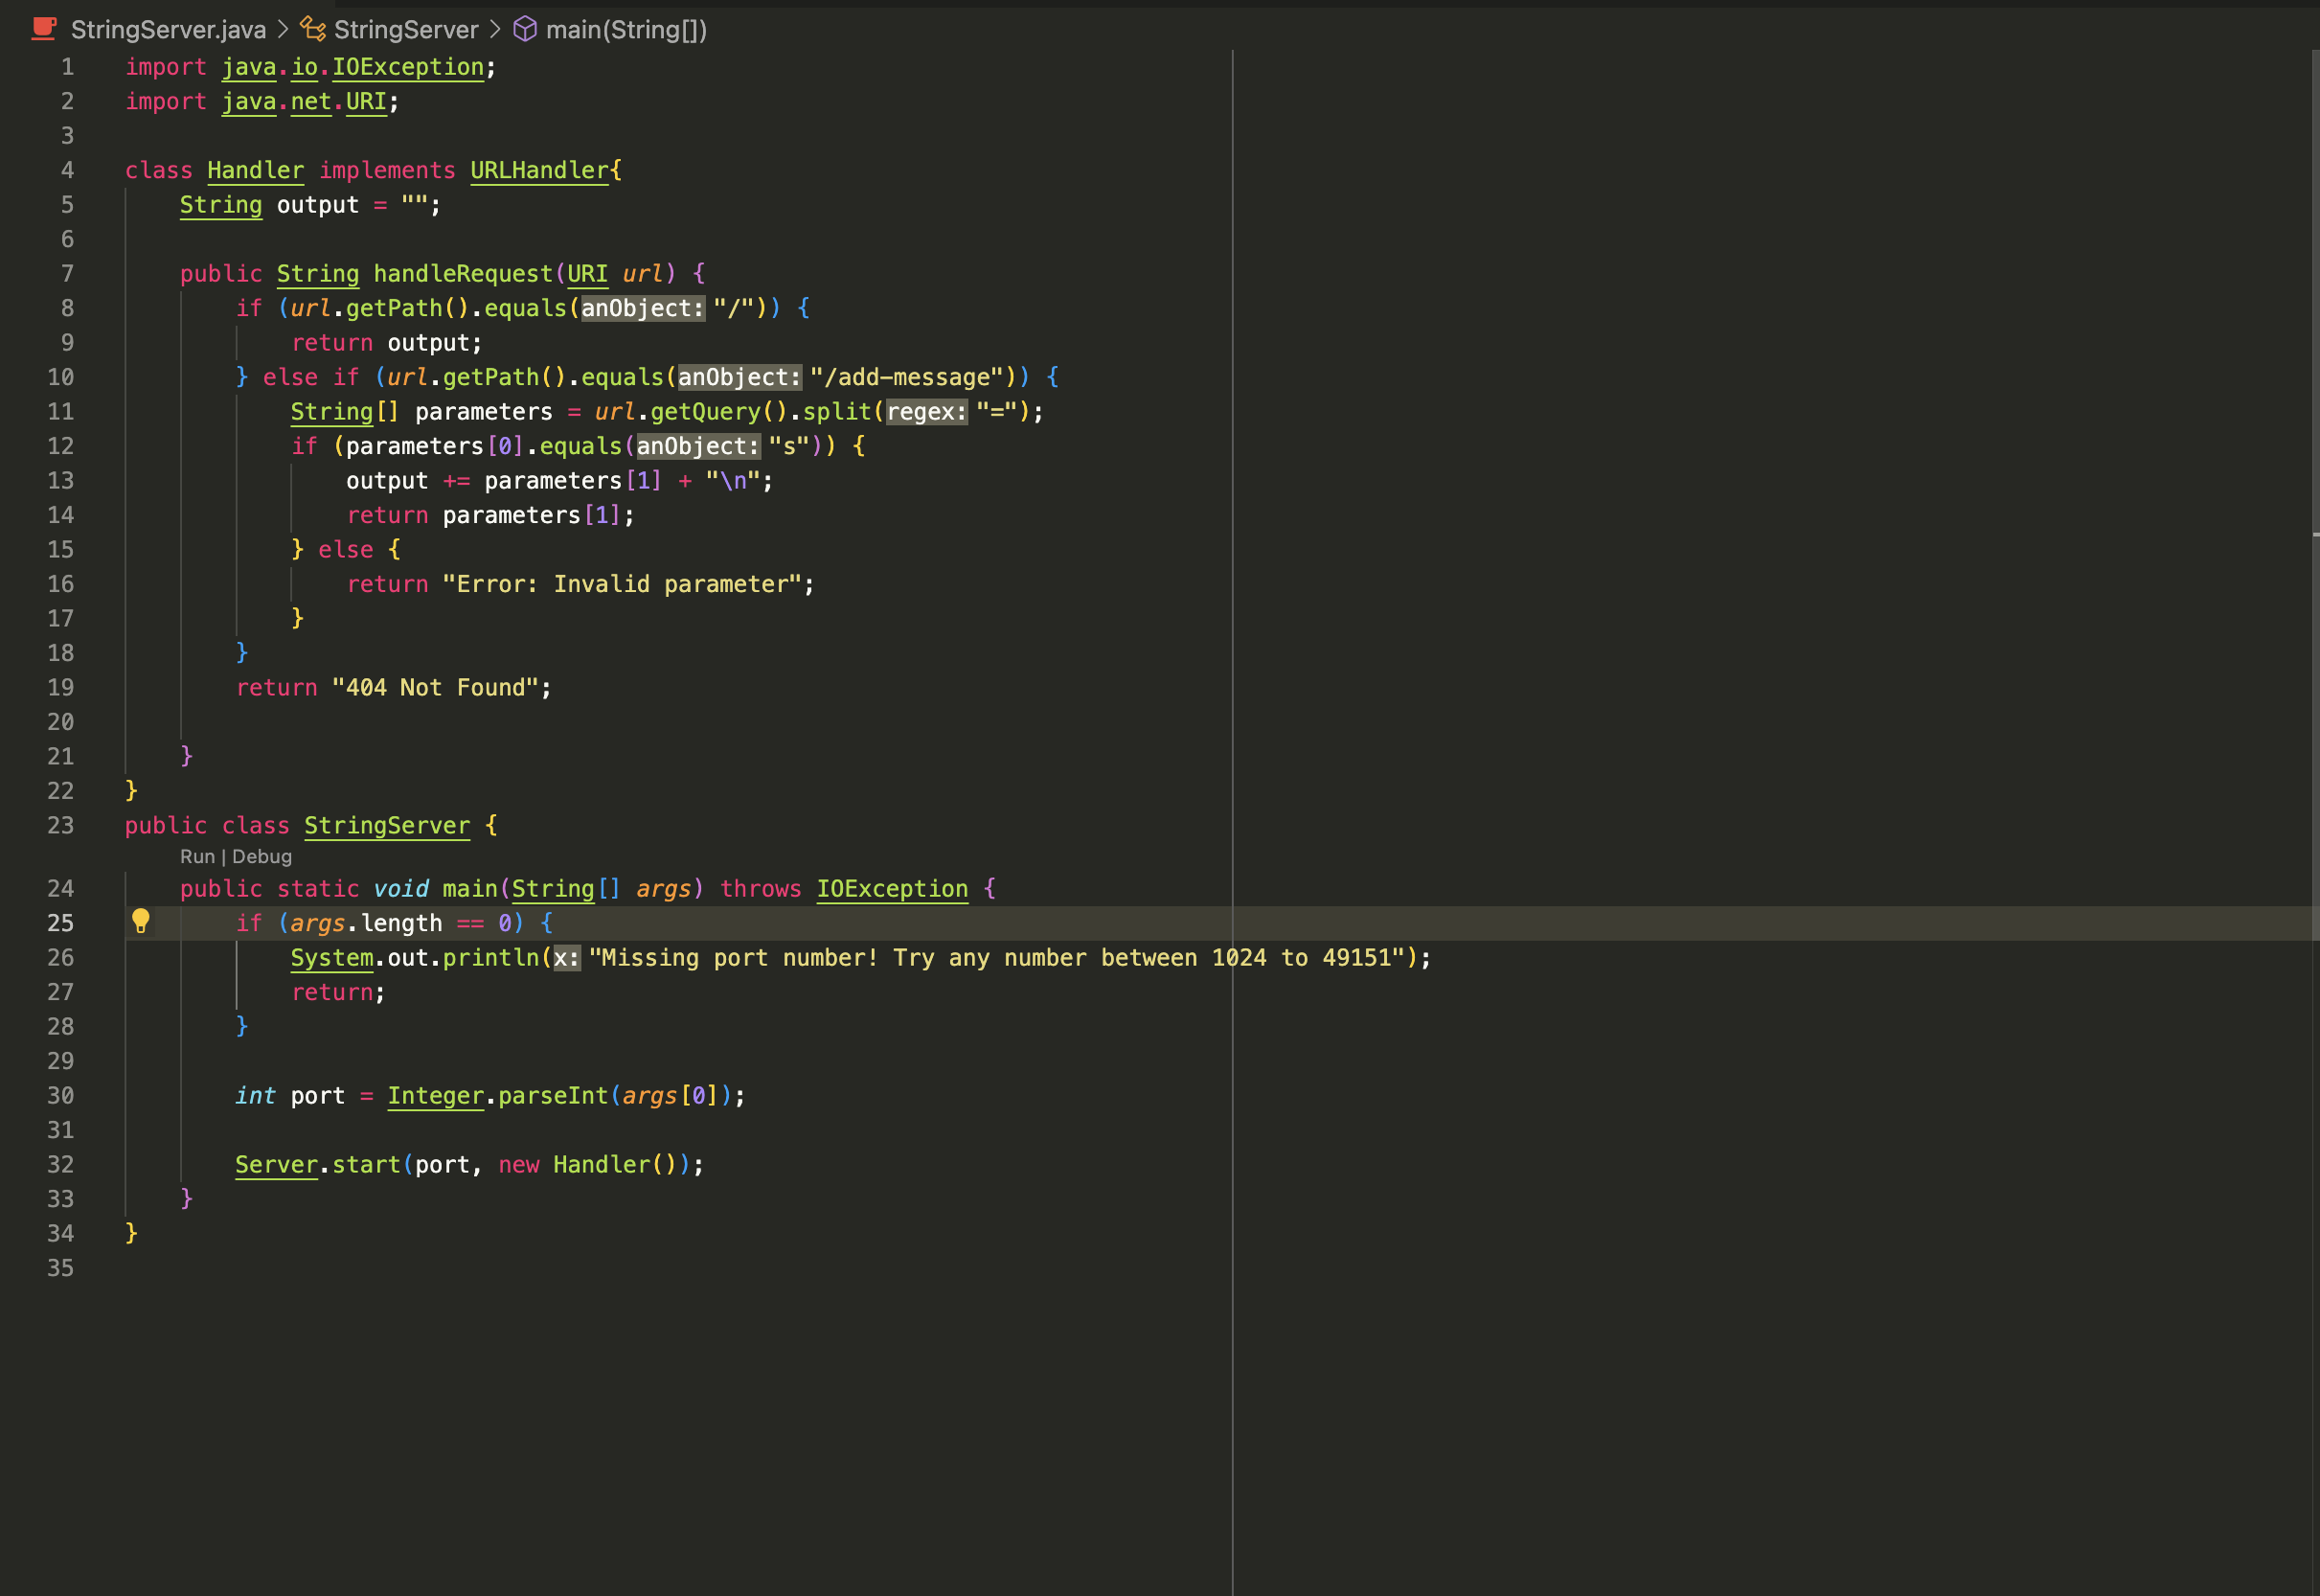 StringServer.java > StringServer > main(String[])
1 import java.io.IOException;
2 import java.net.URI;
3
4 class Handler implements URLHandler{
5     String output = "";
6
7     public String handleRequest(URI url) {
8         if (url.getPath().equals(anObject: "/")) {
9             return output;
10         } else if (url.getPath().equals(anObject: "/add-message")) {
11             String[] parameters = url.getQuery().split(regex: "=");
12             if (parameters[0].equals(anObject: "s")) {
13                 output += parameters[1] + "\n";
14                 return parameters[1];
15             } else {
16                 return "Error: Invalid parameter";
17             }
18         }
19         return "404 Not Found";
20
21     }
22 }
23 public class StringServer {
Run | Debug
24     public static void main(String[] args) throws IOException {
25         if (args.length == 0) {
26             System.out.println(x: "Missing port number! Try any number between 1024 to 49151");
27             return;
28         }
29
30         int port = Integer.parseInt(args[0]);
31
32         Server.start(port, new Handler());
33     }
34 }
35